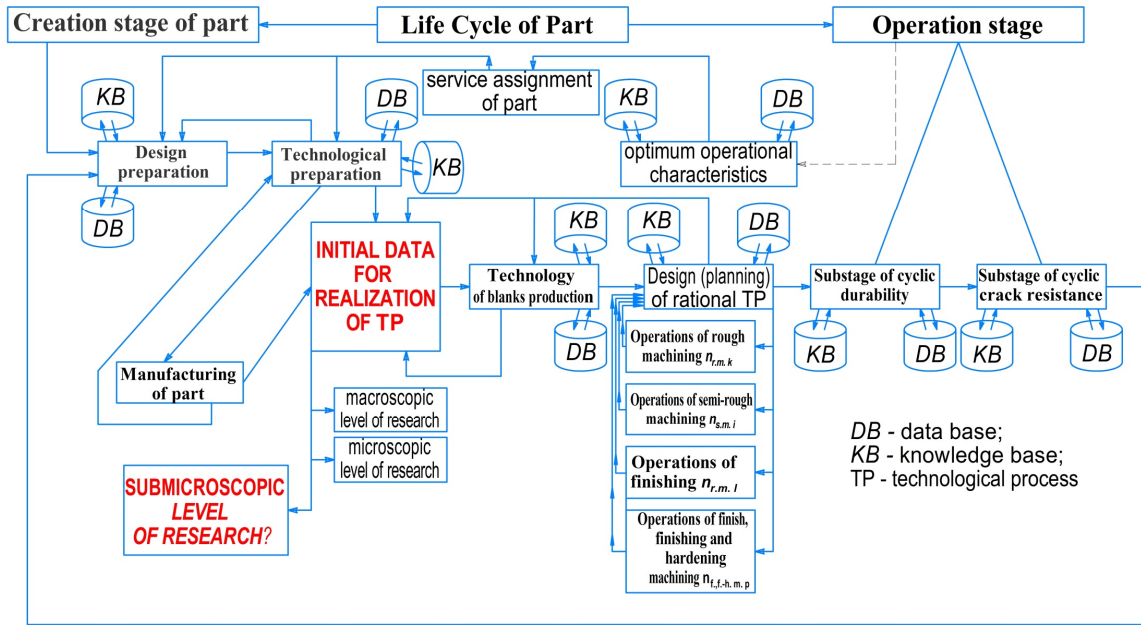 Creation stage of part
Life Cycle of Part
Operation stage
KB
DB
service assignment
of part
KB
DB
Design
preparation
Technological
preparation
KB
optimum operational
characteristics
DB
INITIAL DATA
FOR
REALIZATION
OF TP
KB
KB
DB
Technology
of blanks production
Design (planning)
of rational TP
Substage of cyclic
durability
Substage of cyclic
crack resistance
DB
KB
DB
KB
DB
Operations of rough
machining n r.m. k
Manufacturing
of part
macroscopic
level of research
Operations of semi-rough
machining n s.m. i
microscopic
level of research
Operations of
finishing n r.m. l
DB - data base;
KB - knowledge base;
TP - technological process
SUBMICROSCOPIC
LEVEL
OF RESEARCH?
Operations of finish,
finishing and
hardening
machining n f.,f.-h. m. p